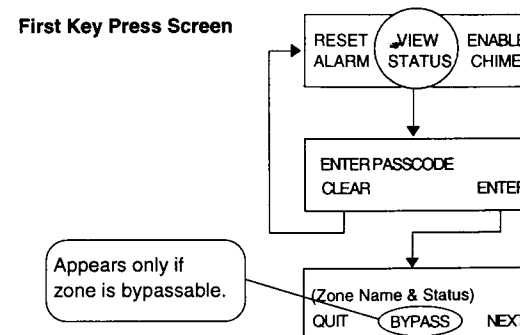 First Key Press Screen
RESET VIEW ENABLE
ALARM STATUS CHIME
ENTER PASSCODE
CLEAR ENTER
Appears only if
zone is bypassable.
(Zone Name & Status)
QUIT BYPASS NEXT